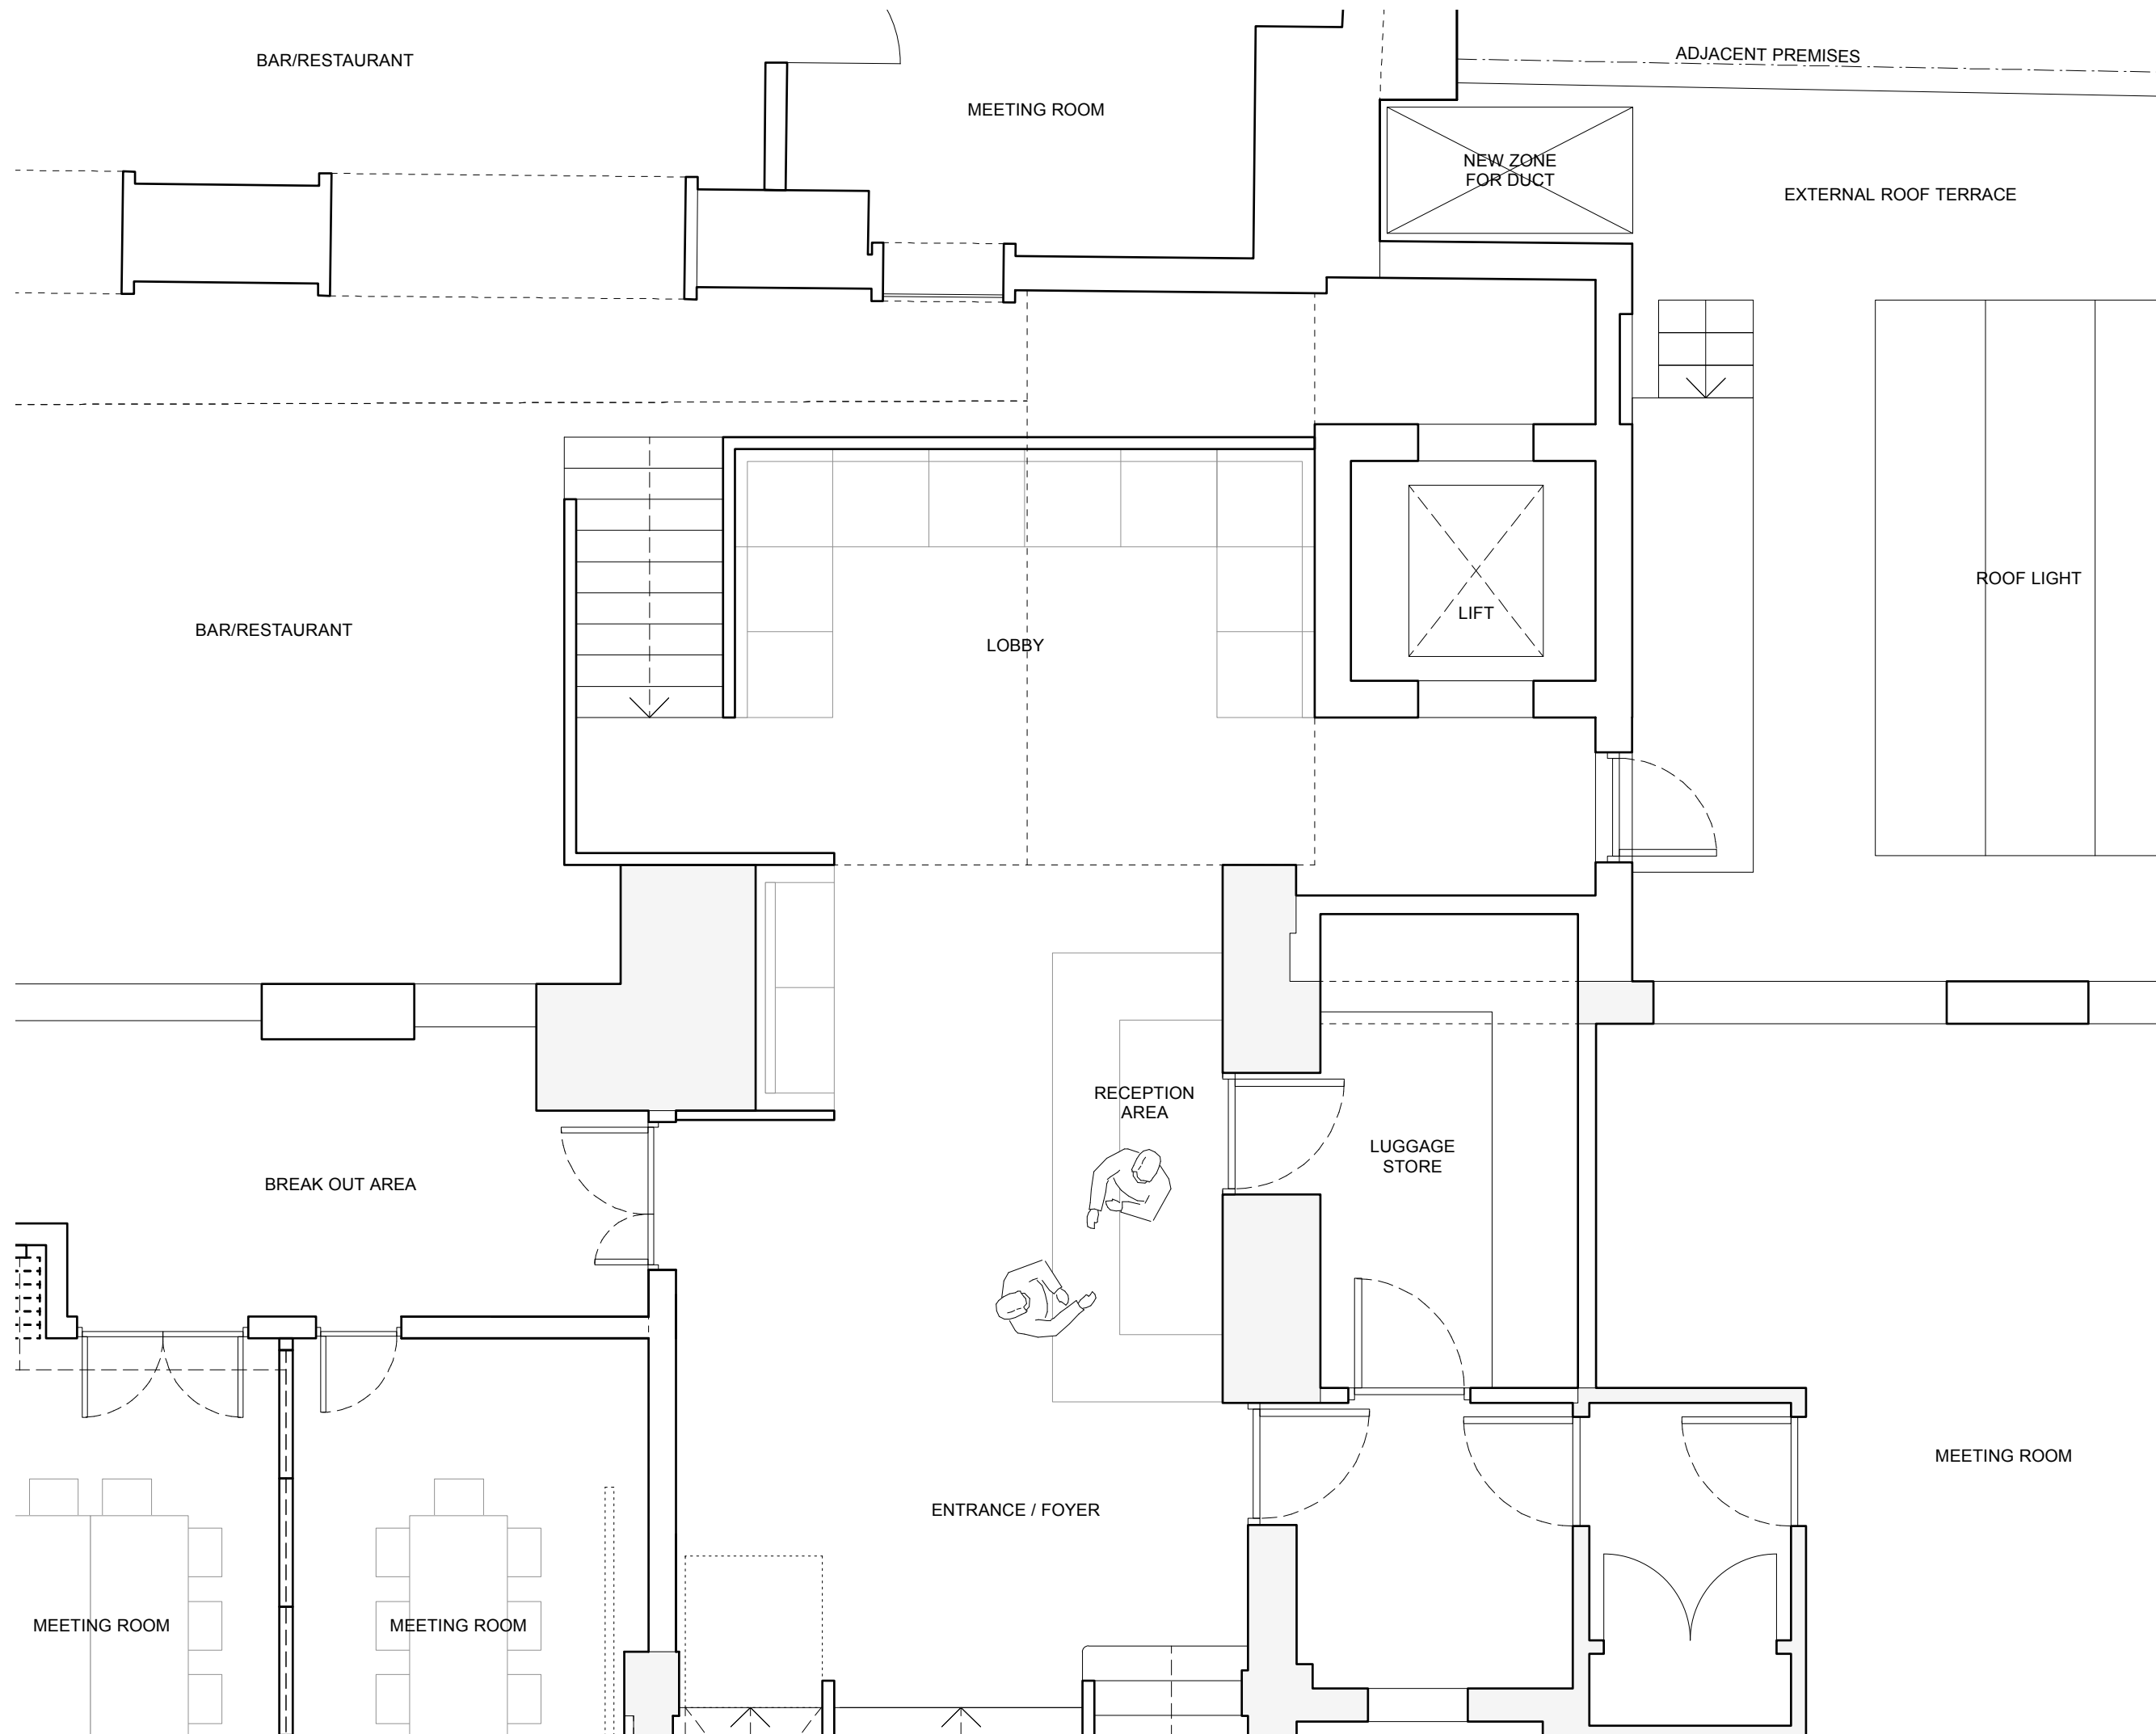 BAR/RESTAURANT
ADJACENT PREMISES
MEETING ROOM
NEW ZONE
FOR DUCT
EXTERNAL ROOF TERRACE
ROOF LIGHT
LIFT
BAR/RESTAURANT
LOBBY
RECEPTION
AREA
LUGGAGE
STORE
BREAK OUT AREA
MEETING ROOM
ENTRANCE / FOYER
MEETING ROOM
MEETING ROOM